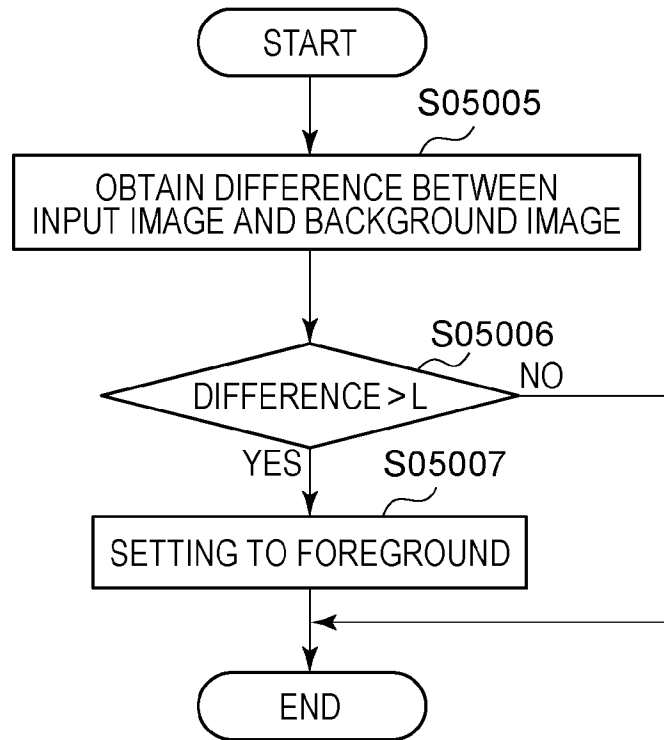 START
S05005
OBTAIN DIFFERENCE BETWEEN
INPUT IMAGE AND BACKGROUND IMAGE
S05006
DIFFERENCE > L
NO
YES
S05007
SETTING TO FOREGROUND
END